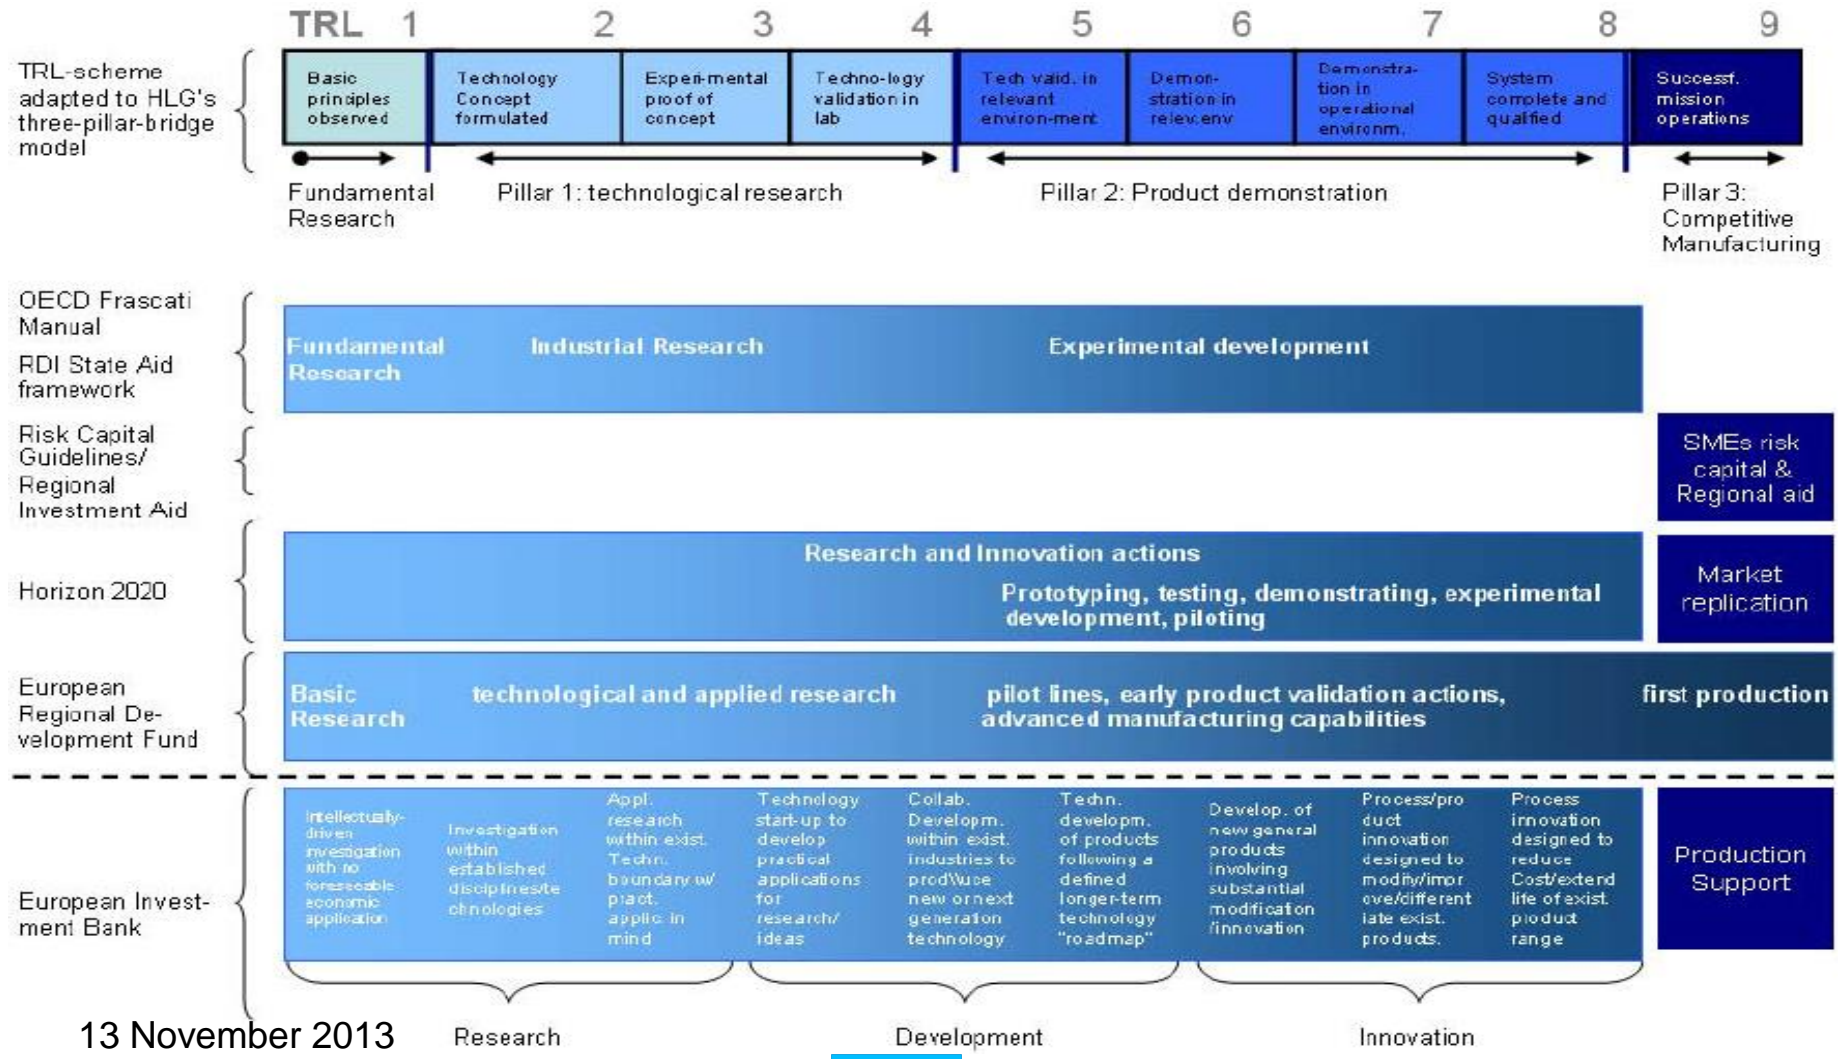 TRL 1 2 3 4 5 6 7 8 9
TRL-scheme
adapted to HLG's
three-pillar-bridge
model
Basic
principles
observed
Technology
Concept
formulated
Experi-mental
proof of
concept
Techno-logy
validation in
lab
Tech valid. in
relevant
environ-ment
Demon-
stration in
relev.env
Demonstra-
tion in
operational
environm.
System
complete and
qualified
Successf.
mission
operations
Fundamental
Research
Pillar 1: technological research
Pillar 2: Product demonstration
Pillar 3:
Competitive
Manufacturing
OECD Frascati
Manual
RDI State Aid
framework
Fundamental
Research
Industrial Research
Experimental development
Risk Capital
Guidelines/
Regional
Investment Aid
SMEs risk
capital &
Regional aid
Horizon 2020
Research and Innovation actions
Prototyping, testing, demonstrating, experimental
development, piloting
Market
replication
European
Regional De-
velopment Fund
Basic
Research
technological and applied research
pilot lines, early product validation actions,
advanced manufacturing capabilities
first production
European Invest-
ment Bank
Intellectually-
driven
investigation
with no
foreseeable
economic
application
Investigation
within
established
disciplines/te
chnologies
Appl.
research
within exist.
Techn.
boundary w/
pract.
applic. in
mind
Technology
start-up to
develop
practical
applications
for
research/
ideas
Collab.
Developm.
within exist.
industries to
prod\uce
new or next
generation
technology
Techn.
developm.
of products
following a
defined
longer-term
technology
"roadmap"
Develop. of
new general
products
involving
substantial
modification
/innovation
Process/pro
duct
innovation
designed to
modify/impr
ove/different
iate exist.
products.
Process
innovation
designed to
reduce
Cost/extend
life of exist.
product
range
Production
Support
Research
Development
Innovation
13 November 2013